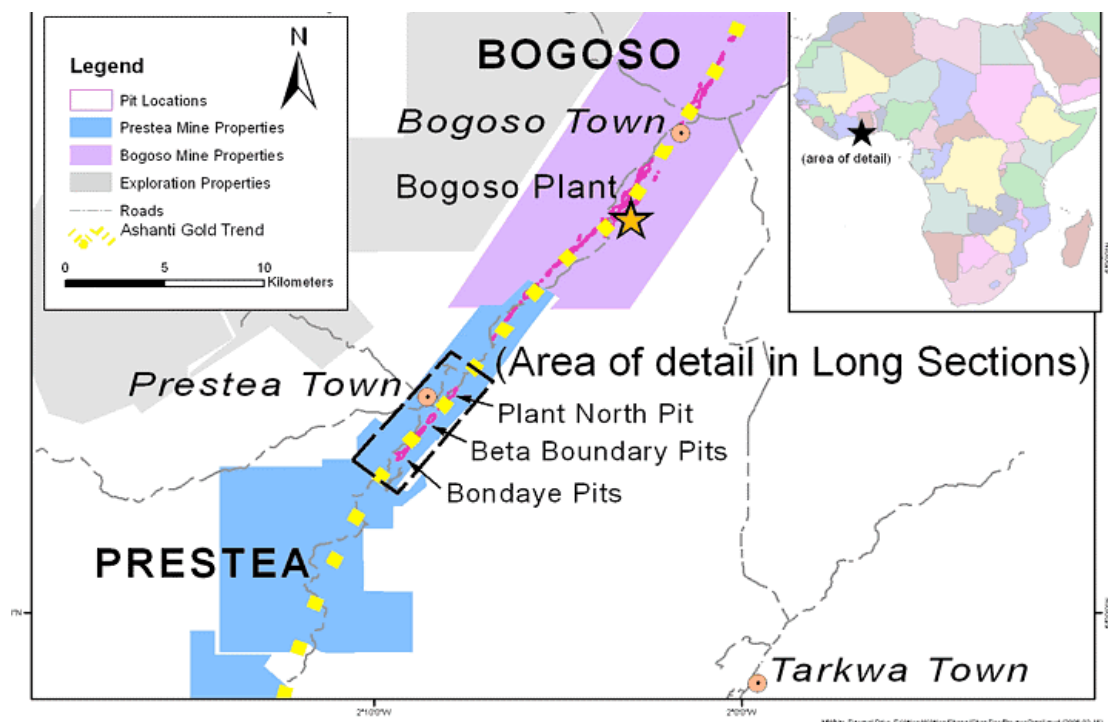 N
Legend
Pit Locations
Prestea Mine Properties
Bogoso Mine Properties
Exploration Properties
Roads
Ashanti Gold Trend
0 5 10
Kilometers
BOGOSO
Bogoso Town
Bogoso Plant
(area of detail)
(Area of detail in Long Sections)
Prestea Town
Plant North Pit
Beta Boundary Pits
Bondaye Pits
PRESTEA
Tarkwa Town
2°10'0"W
2°0'0"W